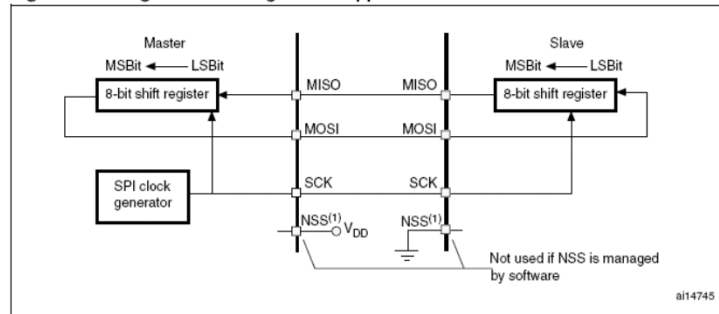 Master
MSBit LSBit
8-bit shift register
SPI clock
generator
MISO
MOSI
SCK
NSS(1) VDD
MISO
MOSI
SCK
NSS(1)
Slave
MSBit LSBit
8-bit shift register
Not used if NSS is managed
by software
ai14745